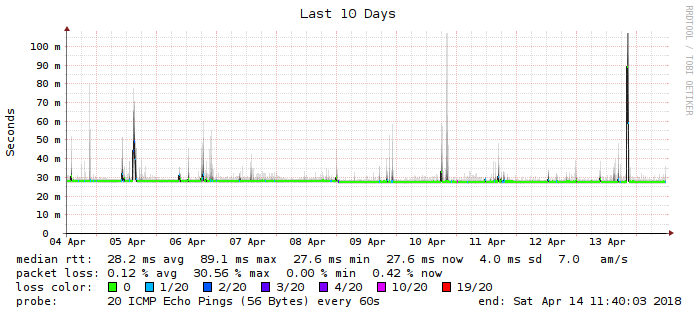 Last 10 Days
RRDTOOL / TOBI OETIKER
Seconds
100 m
90 m
80 m
70 m
60 m
50 m
40 m
30 m
20 m
10 m
0
04 Apr 05 Apr 06 Apr 07 Apr 08 Apr 09 Apr 10 Apr 11 Apr 12 Apr 13 Apr
median rtt: 28.2 ms avg 89.1 ms max 27.6 ms min 27.6 ms now 4.0 ms sd 7.0 am/s
packet loss: 0.12 % avg 30.56 % max 0.00 % min 0.42 % now
loss color: 0 1/20 2/20 3/20 4/20 10/20 19/20
probe: 20 ICMP Echo Pings (56 Bytes) every 60s end: Sat Apr 14 11:40:03 2018